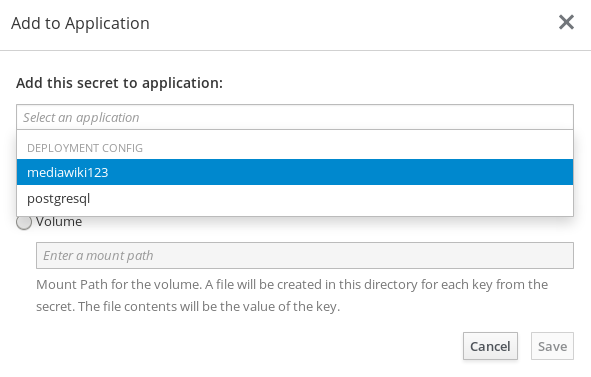 Add to Application
Add this secret to application:
Select an application
DEPLOYMENT CONFIG
mediawiki123
postgresql
Volume
Enter a mount path
Mount Path for the volume. A file will be created in this directory for each key from the
secret. The file contents will be the value of the key.
Cancel Save